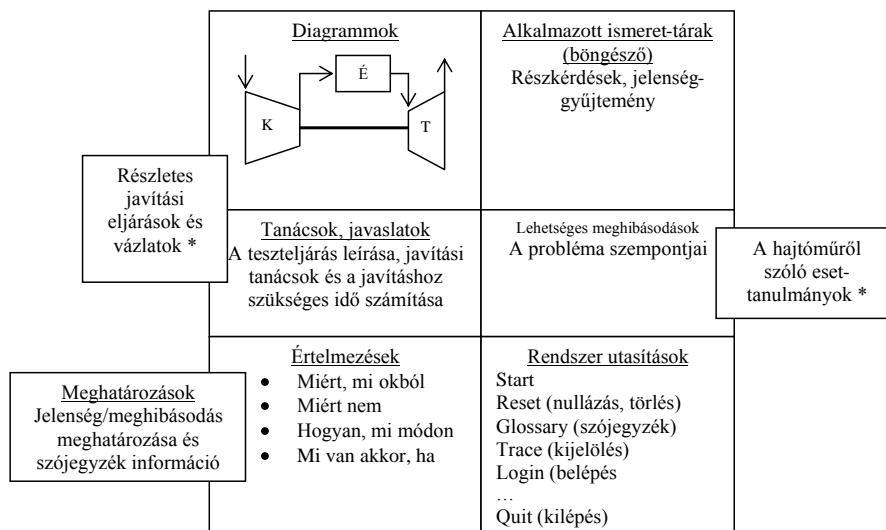 Diagrammok
É
K
T
Alkalmazott ismeret-tárak
(böngésző)
Részkérdések, jelenség-
gyűjtemény
Részletes
javítási
eljárások és
vázlatok *
Tanácsok, javaslatok
A teszteljárás leírása, javítási
tanácsok és a javításhoz
szükséges idő számítása
Lehetséges meghibásodások
A probléma szempontjai
A hajtóműről
szóló eset-
tanulmányok *
Meghatározások
Jelenség/meghibásodás
meghatározása és
szójegyzék információ
Értelmezések
• Miért, mi okból
• Miért nem
• Hogyan, mi módon
• Mi van akkor, ha
Rendszer utasítások
Start
Reset (nullázás, törlés)
Glossary (szójegyzék)
Trace (kijelölés)
Login (belépés
…
Quit (kilépés)